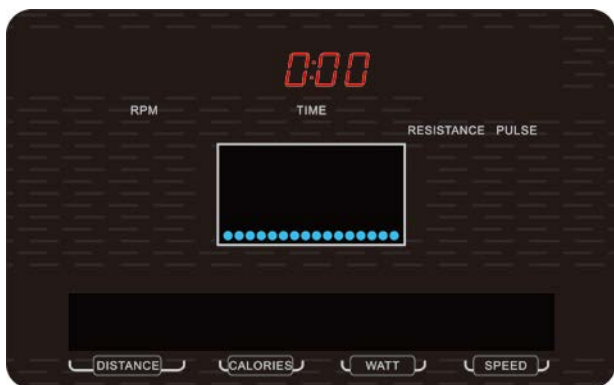 0:00
RPM TIME
RESISTANCE PULSE
DISTANCE CALORIES WATT SPEED